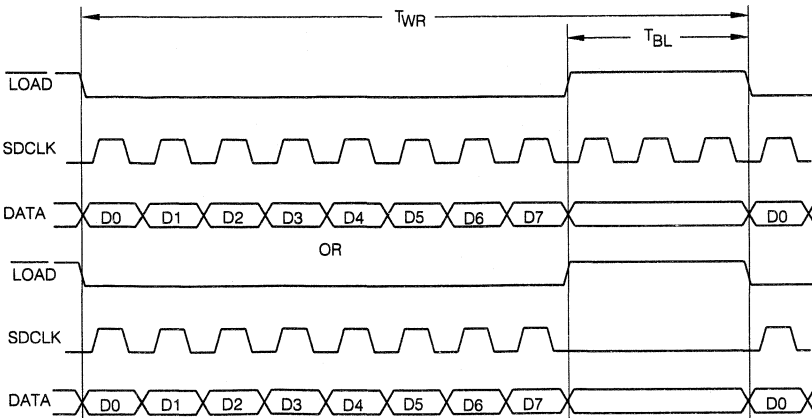 TWR
TBL
LOAD
SDCLK
DATA D0 D1 D2 D3 D4 D5 D6 D7 D0
OR
LOAD
SDCLK
DATA D0 D1 D2 D3 D4 D5 D6 D7 D0